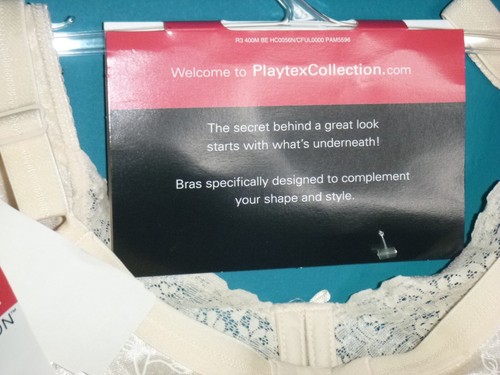 R3 400M BE HC0056N/CFUL0000 PAM5596
Welcome to PlaytexCollection.com
The secret behind a great look
starts with what's underneath!
Bras specifically designed to complement
your shape and style.